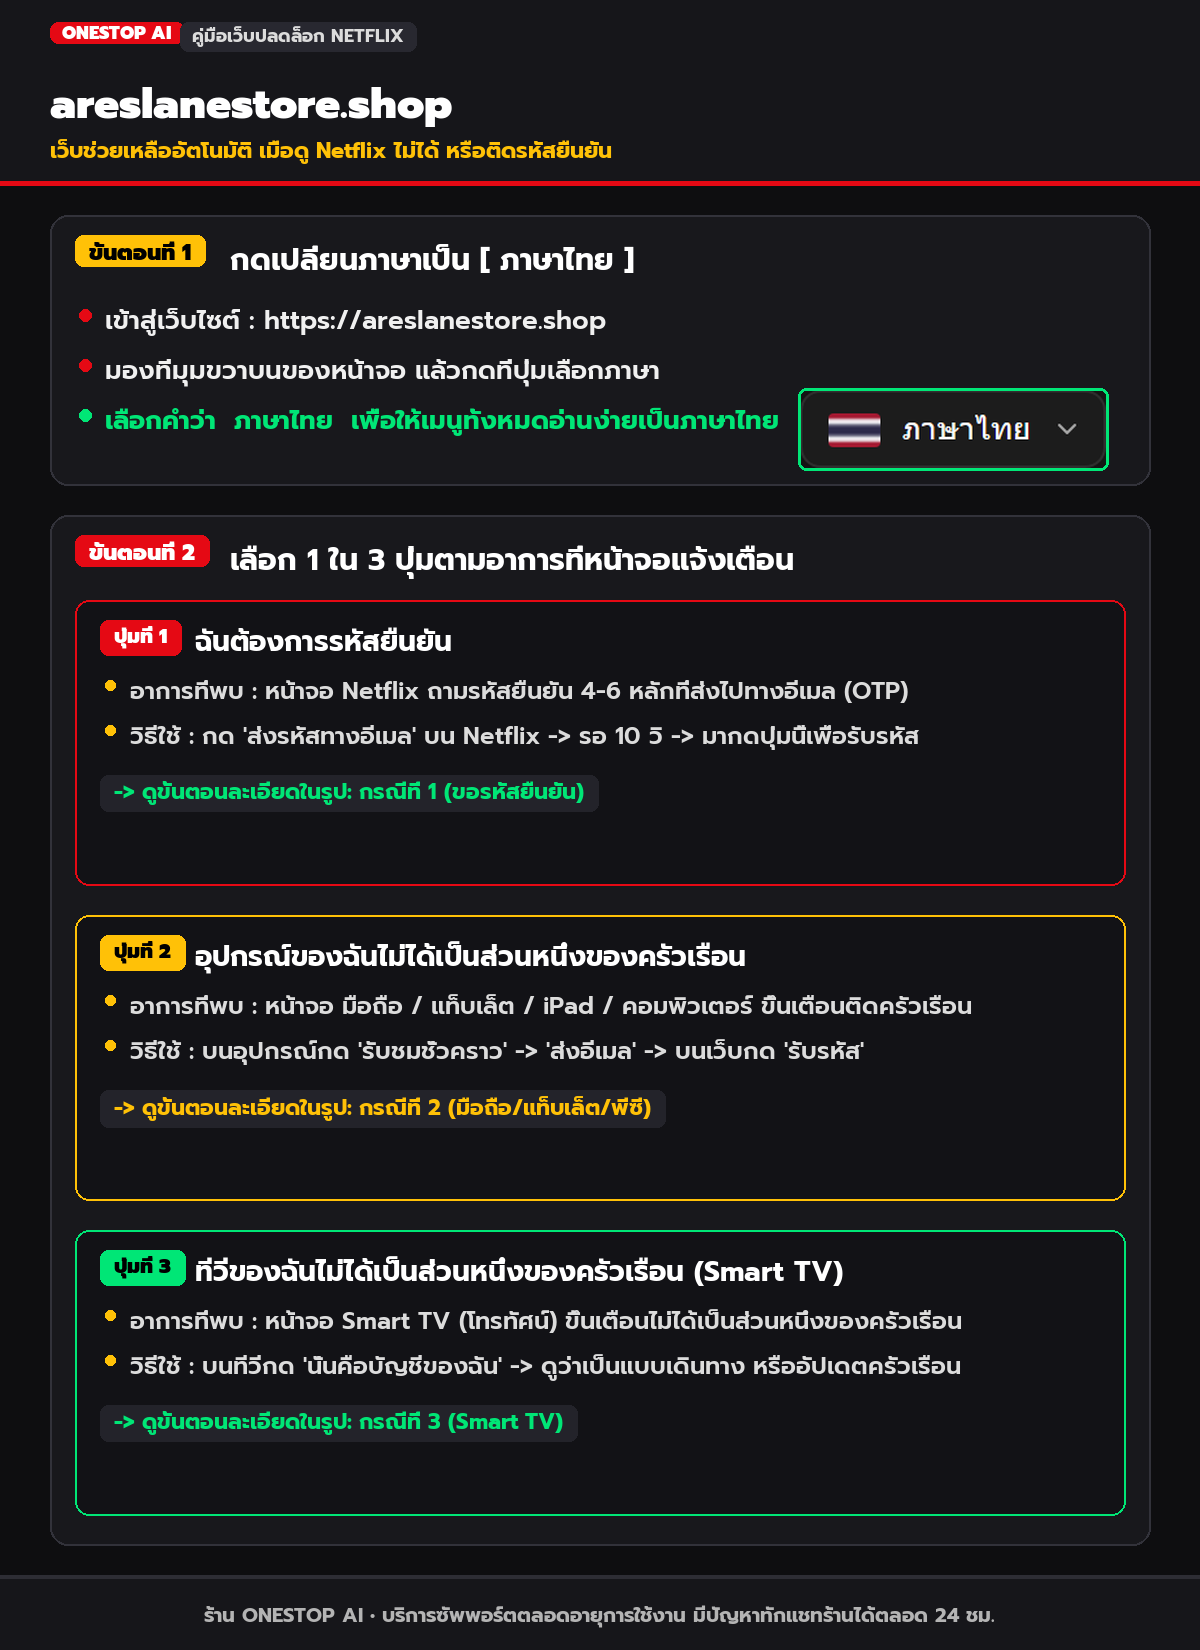 ONESTOP AI
คู่มือเว็บปลดล็อก NETFLIX
areslanestore.shop
เว็บช่วยเหลืออัตโนมัติ เมื่อดู Netflix ไม่ได้ หรือติดรหัสยืนยัน
ขั้นตอนที่ 1
กดเปลี่ยนภาษาเป็น [ ภาษาไทย ]
เข้าสู่เว็บไซต์ : https://areslanestore.shop
มองที่มุมขวาบนของหน้าจอ แล้วกดที่ปุ่มเลือกภาษา
เลือกคำว่า ภาษาไทย เพื่อให้เมนูทั้งหมดอ่านง่ายเป็นภาษาไทย
ภาษาไทย
ขั้นตอนที่ 2
เลือก 1 ใน 3 ปุ่มตามอาการที่หน้าจอแจ้งเตือน
ปุ่มที่ 1
ฉันต้องการรหัสยืนยัน
อาการที่พบ : หน้าจอ Netflix ถามรหัสยืนยัน 4-6 หลักที่ส่งไปทางอีเมล (OTP)
วิธีใช้ : กด 'ส่งรหัสทางอีเมล' บน Netflix -> รอ 10 วิ -> มากดปุ่มนี้เพื่อรับรหัส
-> ดูขั้นตอนละเอียดในรูป: กรณีที่ 1 (ขอรหัสยืนยัน)
ปุ่มที่ 2
อุปกรณ์ของฉันไม่ได้เป็นส่วนหนึ่งของครัวเรือน
อาการที่พบ : หน้าจอ มือถือ / แท็บเล็ต / iPad / คอมพิวเตอร์ ขึ้นเตือนติดครัวเรือน
วิธีใช้ : บนอุปกรณ์กด 'รับชมชั่วคราว' -> 'ส่งอีเมล' -> บนเว็บกด 'รับรหัส'
-> ดูขั้นตอนละเอียดในรูป: กรณีที่ 2 (มือถือ/แท็บเล็ต/พีซี)
ปุ่มที่ 3
ทีวีของฉันไม่ได้เป็นส่วนหนึ่งของครัวเรือน (Smart TV)
อาการที่พบ : หน้าจอ Smart TV (โทรทัศน์) ขึ้นเตือนไม่ได้เป็นส่วนหนึ่งของครัวเรือน
วิธีใช้ : บนทีวีกด 'นั่นคือบัญชีของฉัน' -> ดูว่าเป็นแบบเดินทาง หรืออัปเดตครัวเรือน
-> ดูขั้นตอนละเอียดในรูป: กรณีที่ 3 (Smart TV)
ร้าน ONESTOP AI · บริการซัพพอร์ตตลอดอายุการใช้งาน มีปัญหาทักแชทร้านได้ตลอด 24 ชม.